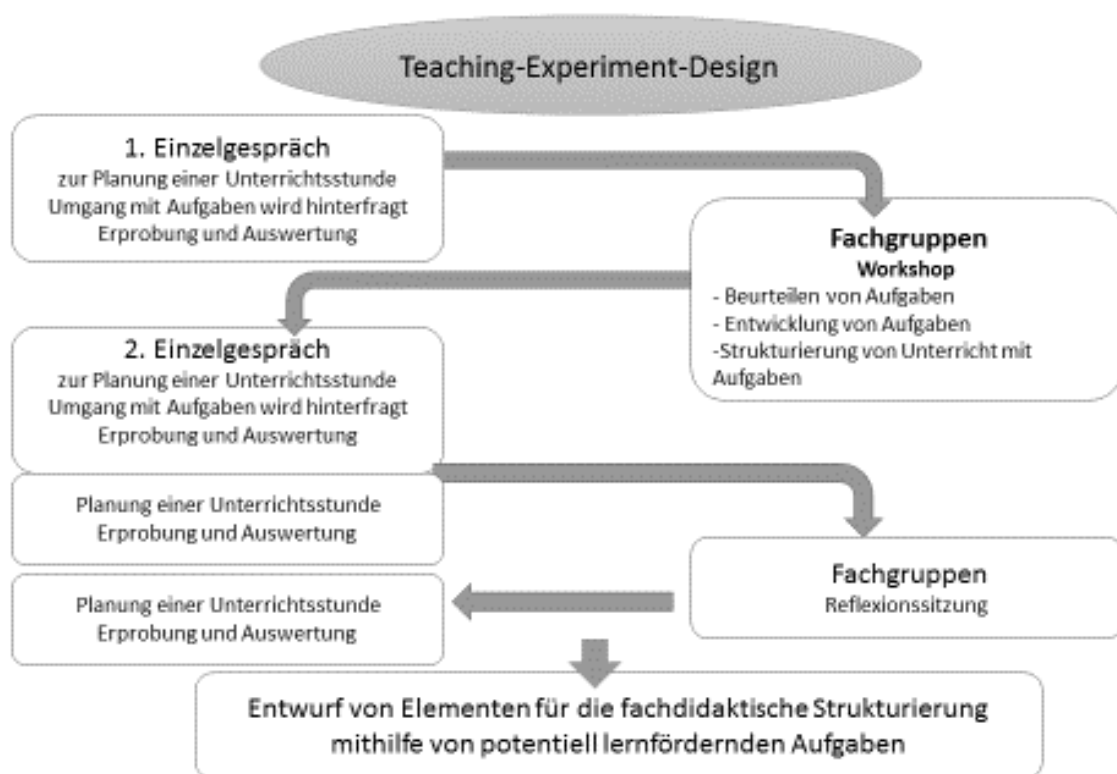 Teaching-Experiment-Design
1. Einzelgespräch
zur Planung einer Unterrichtsstunde
Umgang mit Aufgaben wird hinterfragt
Erprobung und Auswertung
Fachgruppen
Workshop
- Beurteilen von Aufgaben
- Entwicklung von Aufgaben
-Strukturierung von Unterricht mit
Aufgaben
2. Einzelgespräch
zur Planung einer Unterrichtsstunde
Umgang mit Aufgaben wird hinterfragt
Erprobung und Auswertung
Planung einer Unterrichtsstunde
Erprobung und Auswertung
Fachgruppen
Reflexionssitzung
Planung einer Unterrichtsstunde
Erprobung und Auswertung
Entwurf von Elementen für die fachdidaktische Strukturierung
mithilfe von potentiell lernfördernden Aufgaben